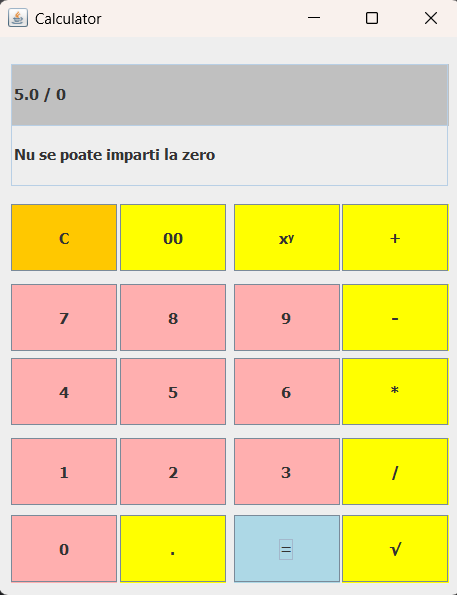 Calculator
5.0 / 0
Nu se poate imparti la zero
C 00 xʸ +
7 8 9 -
4 5 6 *
1 2 3 /
0 . = √